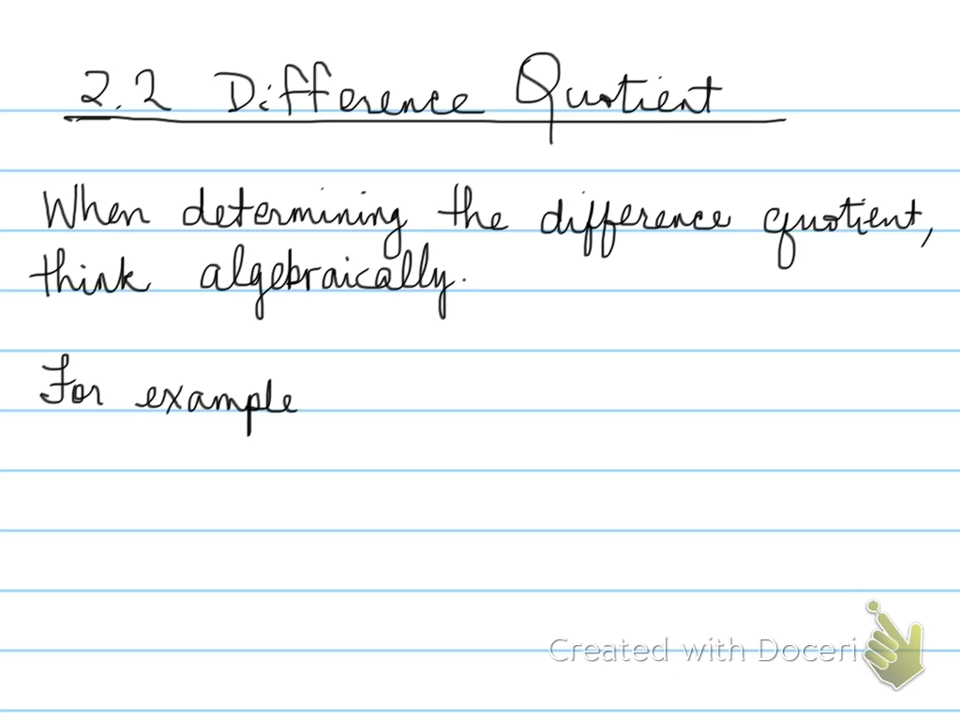 2.2 Difference Quotient
When determining the difference quotient,
think algebraically.
For example
Created with Doceri